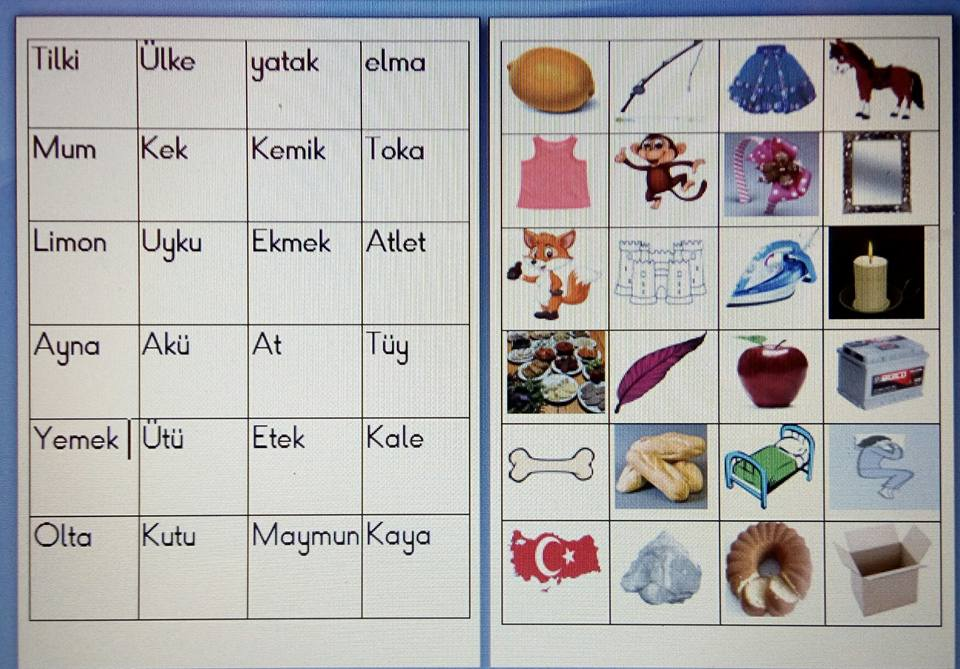 Tilki Ülke yatak elma
Mum Kek Kemik Toka
Limon Uyku Ekmek Atlet
Ayna Akü At Tüy
Yemek Ütü Etek Kale
Olta Kutu Maymun Kaya